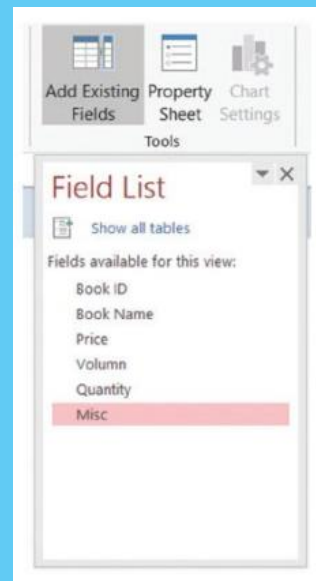 Add Existing Property Chart
Fields Sheet Settings
Tools
Field List
Show all tables
Fields available for this view:
Book ID
Book Name
Price
Volumn
Quantity
Misc